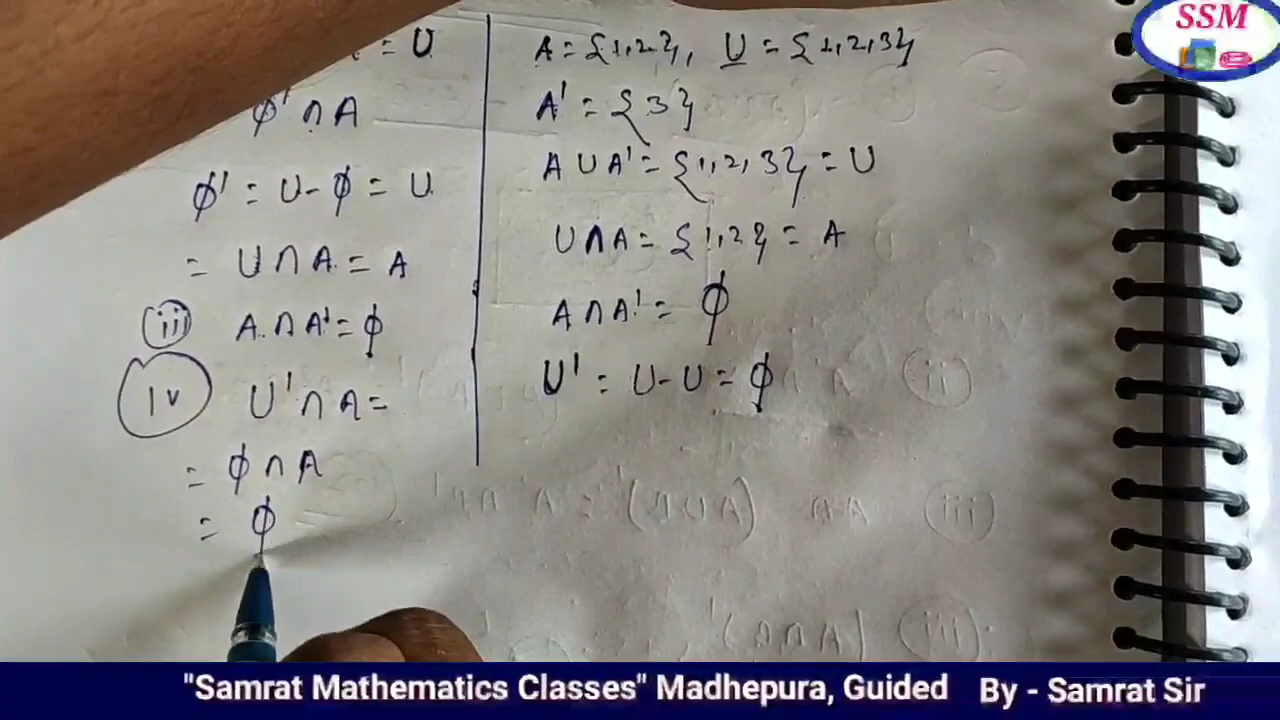 = U
φ' ∩ A
φ' = U - φ = U
= U ∩ A = A
(iii) A ∩ A' = φ
(iv) U' ∩ A =
= φ ∩ A
= φ
A = {1,2}, U = {1,2,3}
A' = {3}
A ∪ A' = {1,2,3} = U
U ∩ A = {1,2} = A
A ∩ A' = φ
U' = U - U = φ
SSM
"Samrat Mathematics Classes" Madhepura, Guided By - Samrat Sir